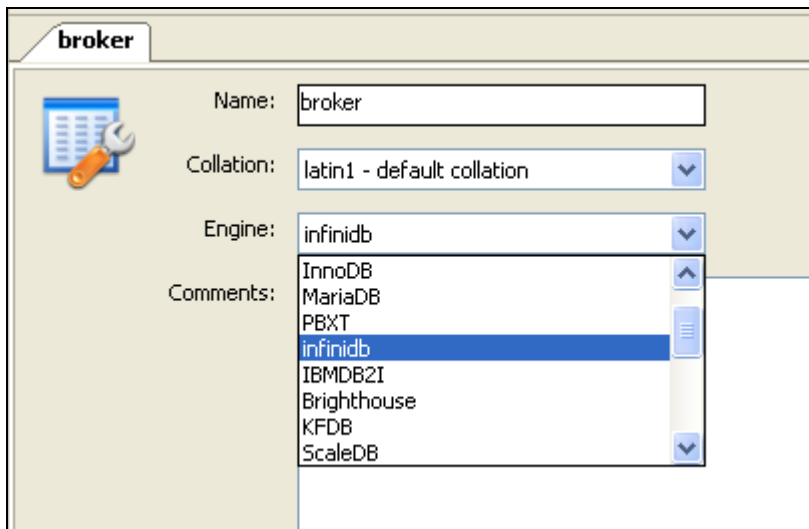 broker
Name: broker
Collation: latin1 - default collation
Engine: infinidb
InnoDB
Comments:
MariaDB
PBXT
infinidb
IBMDB2I
Brighthouse
KFDB
ScaleDB